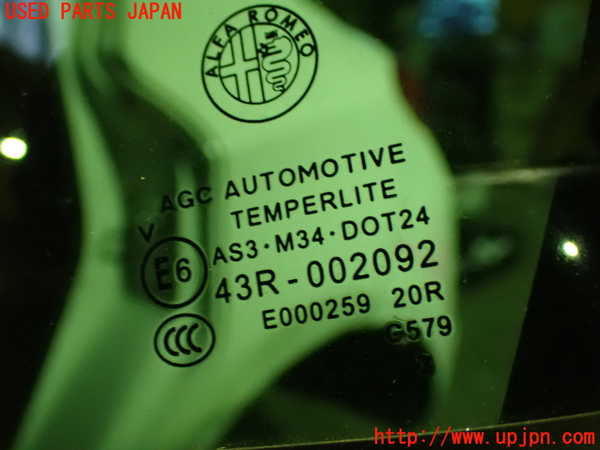 USED PARTS JAPAN
ALFA ROMEO
AGC AUTOMOTIVE
TEMPERLITE
V
AS3·M34·DOT24
E6
43R-002092
E000259 20R
CCC
G579
http://www.upjpn.com/